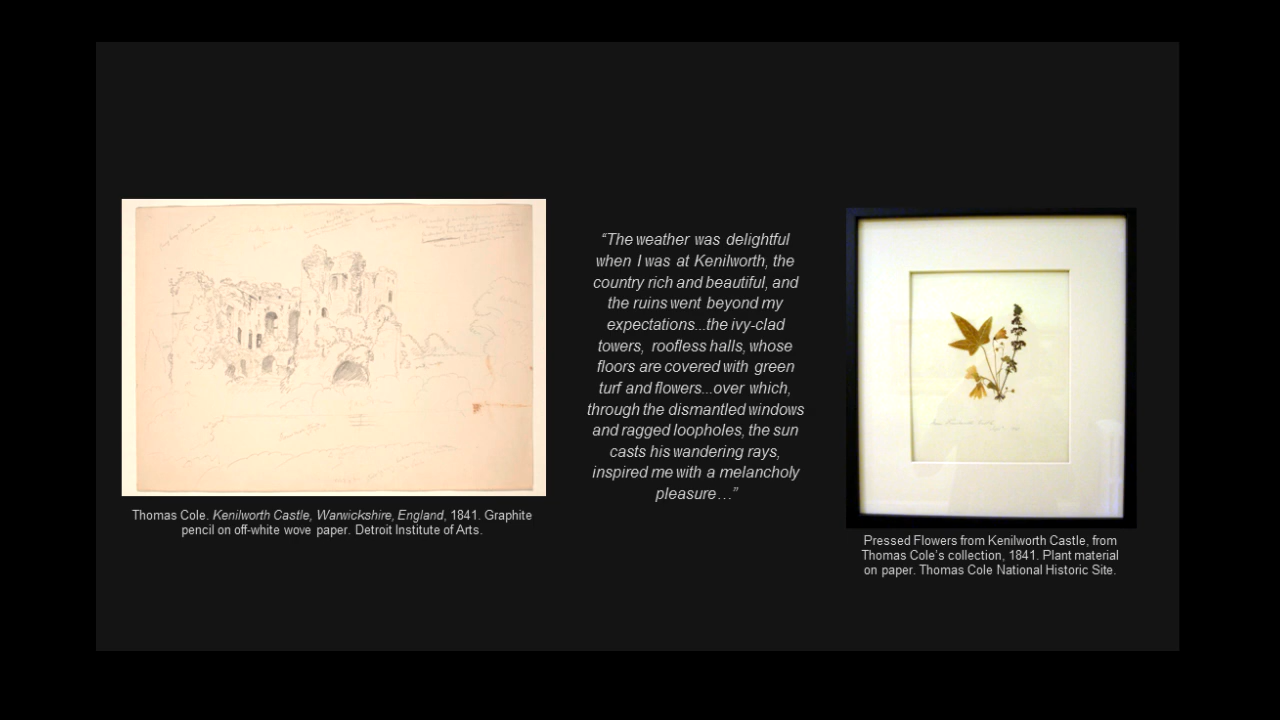 “The weather was delightful
when I was at Kenilworth, the
country rich and beautiful, and
the ruins went beyond my
expectations...the ivy-clad
towers, roofless halls, whose
floors are covered with green
turf and flowers...over which,
through the dismantled windows
and ragged loopholes, the sun
casts his wandering rays,
inspired me with a melancholy
pleasure…”
Thomas Cole. Kenilworth Castle, Warwickshire, England, 1841. Graphite
pencil on off-white wove paper. Detroit Institute of Arts.
Pressed Flowers from Kenilworth Castle, from
Thomas Cole’s collection, 1841. Plant material
on paper. Thomas Cole National Historic Site.